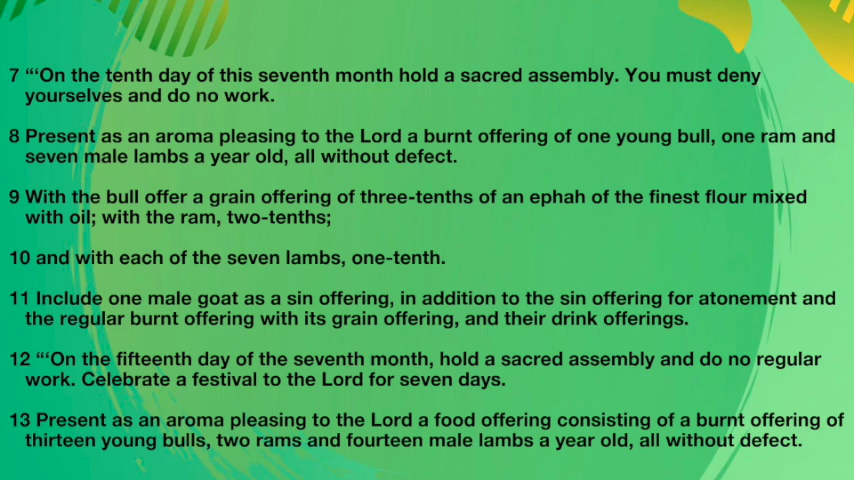 7 “‘On the tenth day of this seventh month hold a sacred assembly. You must deny
yourselves and do no work.
8 Present as an aroma pleasing to the Lord a burnt offering of one young bull, one ram and
seven male lambs a year old, all without defect.
9 With the bull offer a grain offering of three-tenths of an ephah of the finest flour mixed
with oil; with the ram, two-tenths;
10 and with each of the seven lambs, one-tenth.
11 Include one male goat as a sin offering, in addition to the sin offering for atonement and
the regular burnt offering with its grain offering, and their drink offerings.
12 “‘On the fifteenth day of the seventh month, hold a sacred assembly and do no regular
work. Celebrate a festival to the Lord for seven days.
13 Present as an aroma pleasing to the Lord a food offering consisting of a burnt offering of
thirteen young bulls, two rams and fourteen male lambs a year old, all without defect.